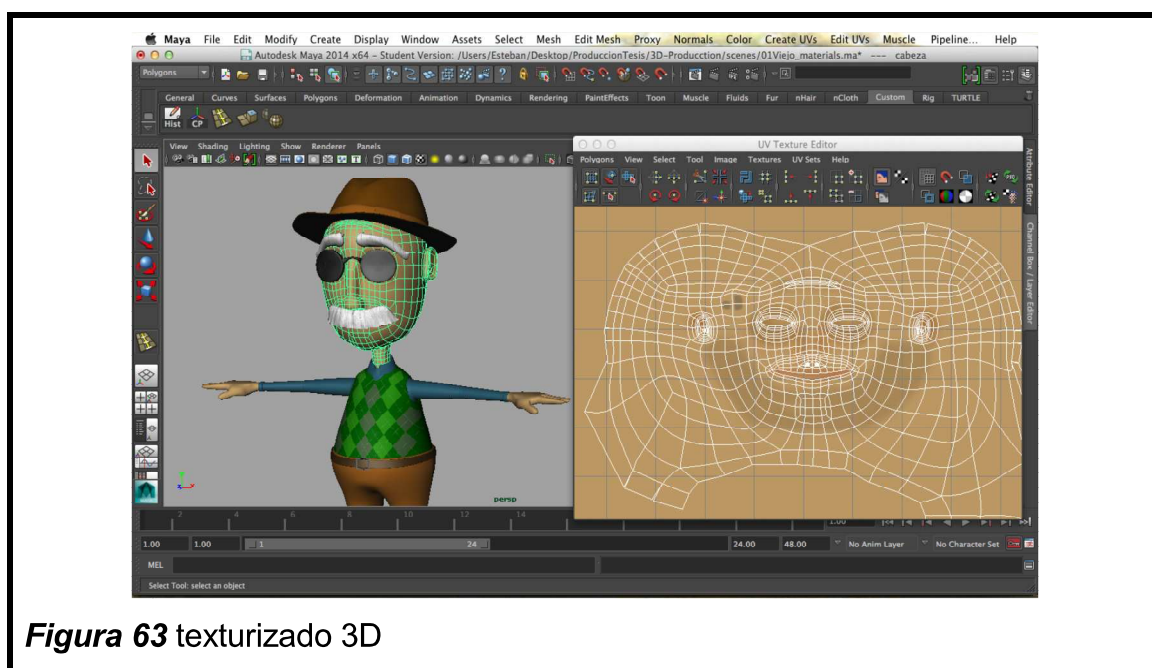 Maya File Edit Modify Create Display Window Assets Select Mesh Edit Mesh Proxy Normals Color Create UVs Edit UVs Muscle Pipeline... Help
Autodesk Maya 2014 x64 – Student Version: /Users/Esteban/Desktop/ProduccionTesis/3D-Producction/scenes/01Viejo_materials.ma* --- cabeza
Polygons
General Curves Surfaces Polygons Deformation Animation Dynamics Rendering PaintEffects Toon Muscle Fluids Fur nHair nCloth Custom Rig TURTLE
Hist CP
View Shading Lighting Show Renderer Panels
UV Texture Editor
Polygons View Select Tool Image Textures UV Sets Help
Attribute Editor
Channel Box / Layer Editor
persp
2 4 6 8 10 12 14
1.00
1.00 1.00 1 24 24.00 48.00 No Anim Layer No Character Set
MEL
Select Tool: select an object
Figura 63 texturizado 3D